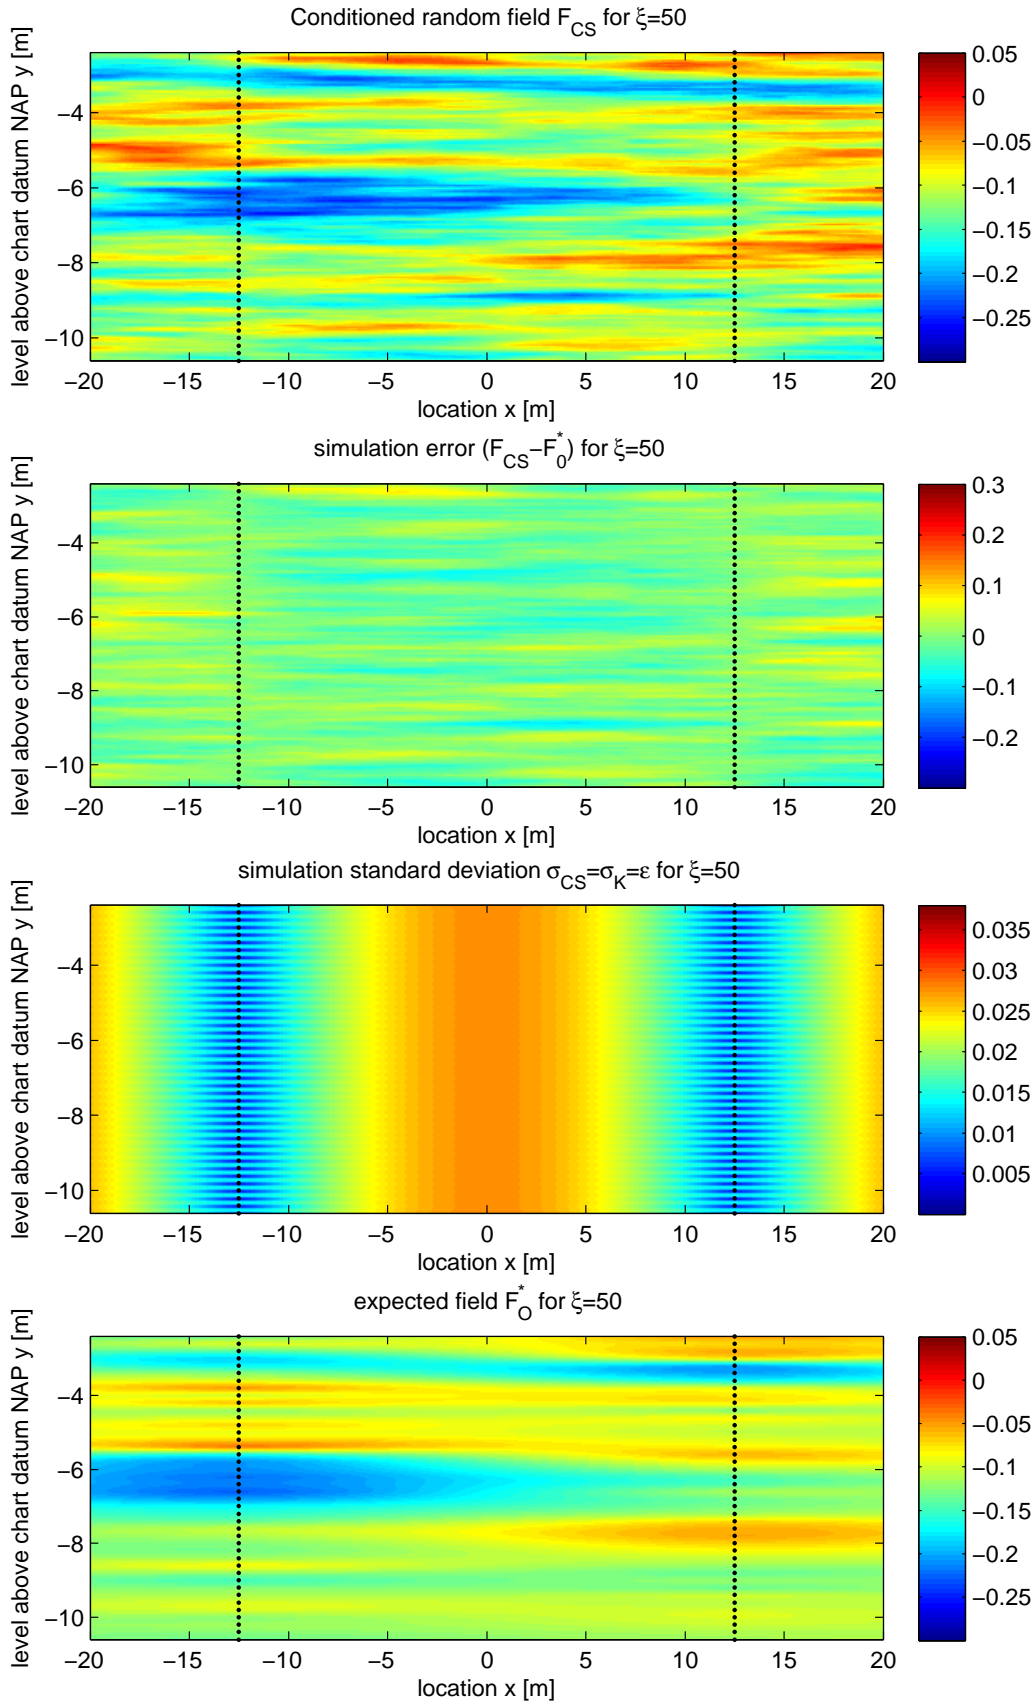 Conditioned random field F_CS for ξ=50
level above chart datum NAP y [m]
−4
−6
−8
−10
−20 −15 −10 −5 0 5 10 15 20
location x [m]
0.05
0
−0.05
−0.1
−0.15
−0.2
−0.25
simulation error (F_CS−F_0^*) for ξ=50
level above chart datum NAP y [m]
−4
−6
−8
−10
−20 −15 −10 −5 0 5 10 15 20
location x [m]
0.3
0.2
0.1
0
−0.1
−0.2
simulation standard deviation σ_CS=σ_K=ε for ξ=50
level above chart datum NAP y [m]
−4
−6
−8
−10
−20 −15 −10 −5 0 5 10 15 20
location x [m]
0.035
0.03
0.025
0.02
0.015
0.01
0.005
expected field F_O^* for ξ=50
level above chart datum NAP y [m]
−4
−6
−8
−10
−20 −15 −10 −5 0 5 10 15 20
location x [m]
0.05
0
−0.05
−0.1
−0.15
−0.2
−0.25